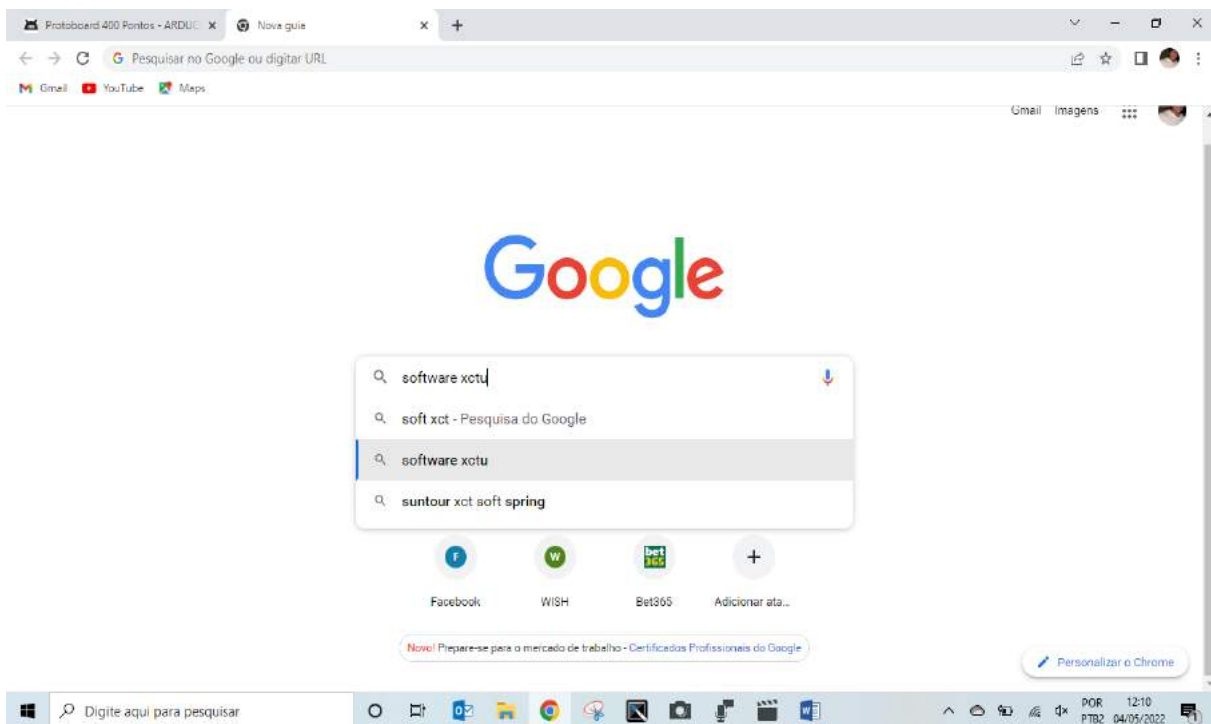 Protoboard 400 Pontos - ARDUC
Nova guia
Pesquisar no Google ou digitar URL
Gmail YouTube Maps
Gmail Imagens
Google
software xctu
soft xct - Pesquisa do Google
software xctu
suntour xct soft spring
F W bet365
Facebook WISH Bet365 Adicionar ata...
Novo! Prepare-se para o mercado de trabalho - Certificados Profissionais do Google
Personalizar o Chrome
Digite aqui para pesquisar
POR 12:10
PTB2 04/05/2022